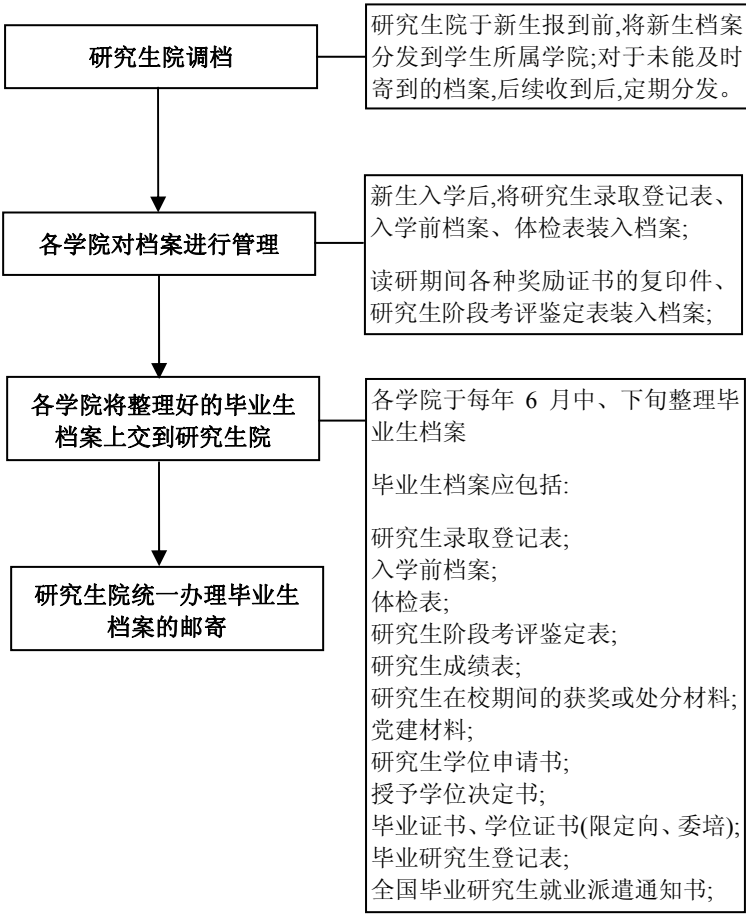 研究生院调档
研究生院于新生报到前,将新生档案
分发到学生所属学院;对于未能及时
寄到的档案,后续收到后,定期分发。
各学院对档案进行管理
新生入学后,将研究生录取登记表、
入学前档案、体检表装入档案;
读研期间各种奖励证书的复印件、
研究生阶段考评鉴定表装入档案;
各学院将整理好的毕业生
档案上交到研究生院
各学院于每年 6 月中、下旬整理毕
业生档案
毕业生档案应包括:
研究生录取登记表;
入学前档案;
体检表;
研究生阶段考评鉴定表;
研究生成绩表;
研究生在校期间的获奖或处分材料;
党建材料;
研究生学位申请书;
授予学位决定书;
毕业证书、学位证书(限定向、委培);
毕业研究生登记表;
全国毕业研究生就业派遣通知书;
研究生院统一办理毕业生
档案的邮寄